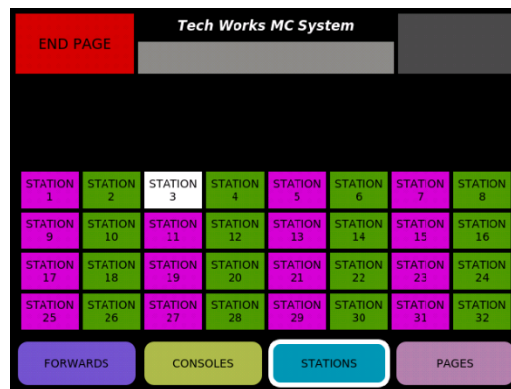 END PAGE
Tech Works MC System
STATION 1
STATION 2
STATION 3
STATION 4
STATION 5
STATION 6
STATION 7
STATION 8
STATION 9
STATION 10
STATION 11
STATION 12
STATION 13
STATION 14
STATION 15
STATION 16
STATION 17
STATION 18
STATION 19
STATION 20
STATION 21
STATION 22
STATION 23
STATION 24
STATION 25
STATION 26
STATION 27
STATION 28
STATION 29
STATION 30
STATION 31
STATION 32
FORWARDS
CONSOLES
STATIONS
PAGES